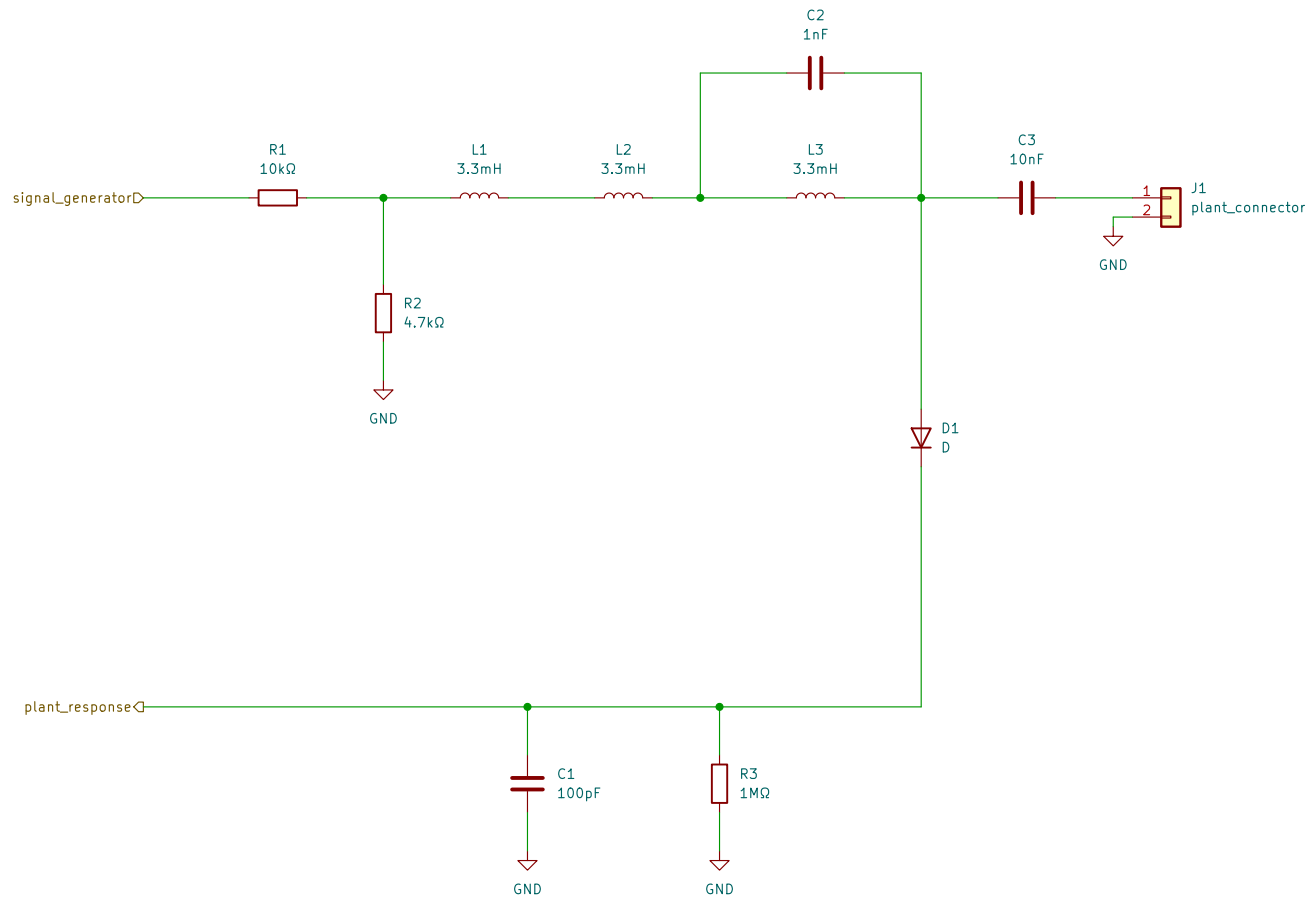 C2
1nF
R1
10kΩ
L1
3.3mH
L2
3.3mH
L3
3.3mH
C3
10nF
signal_generator
1
2
J1
plant_connector
GND
R2
4.7kΩ
GND
D1
D
plant_response
C1
100pF
R3
1MΩ
GND
GND